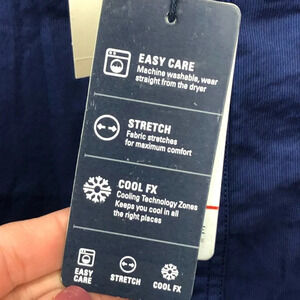 EASY CARE
Machine washable, wear
straight from the dryer
STRETCH
Fabric stretches
for maximum comfort
COOL FX
Cooling Technology Zones
Keeps you cool in all
the right places
EASY
CARE
STRETCH
COOL FX